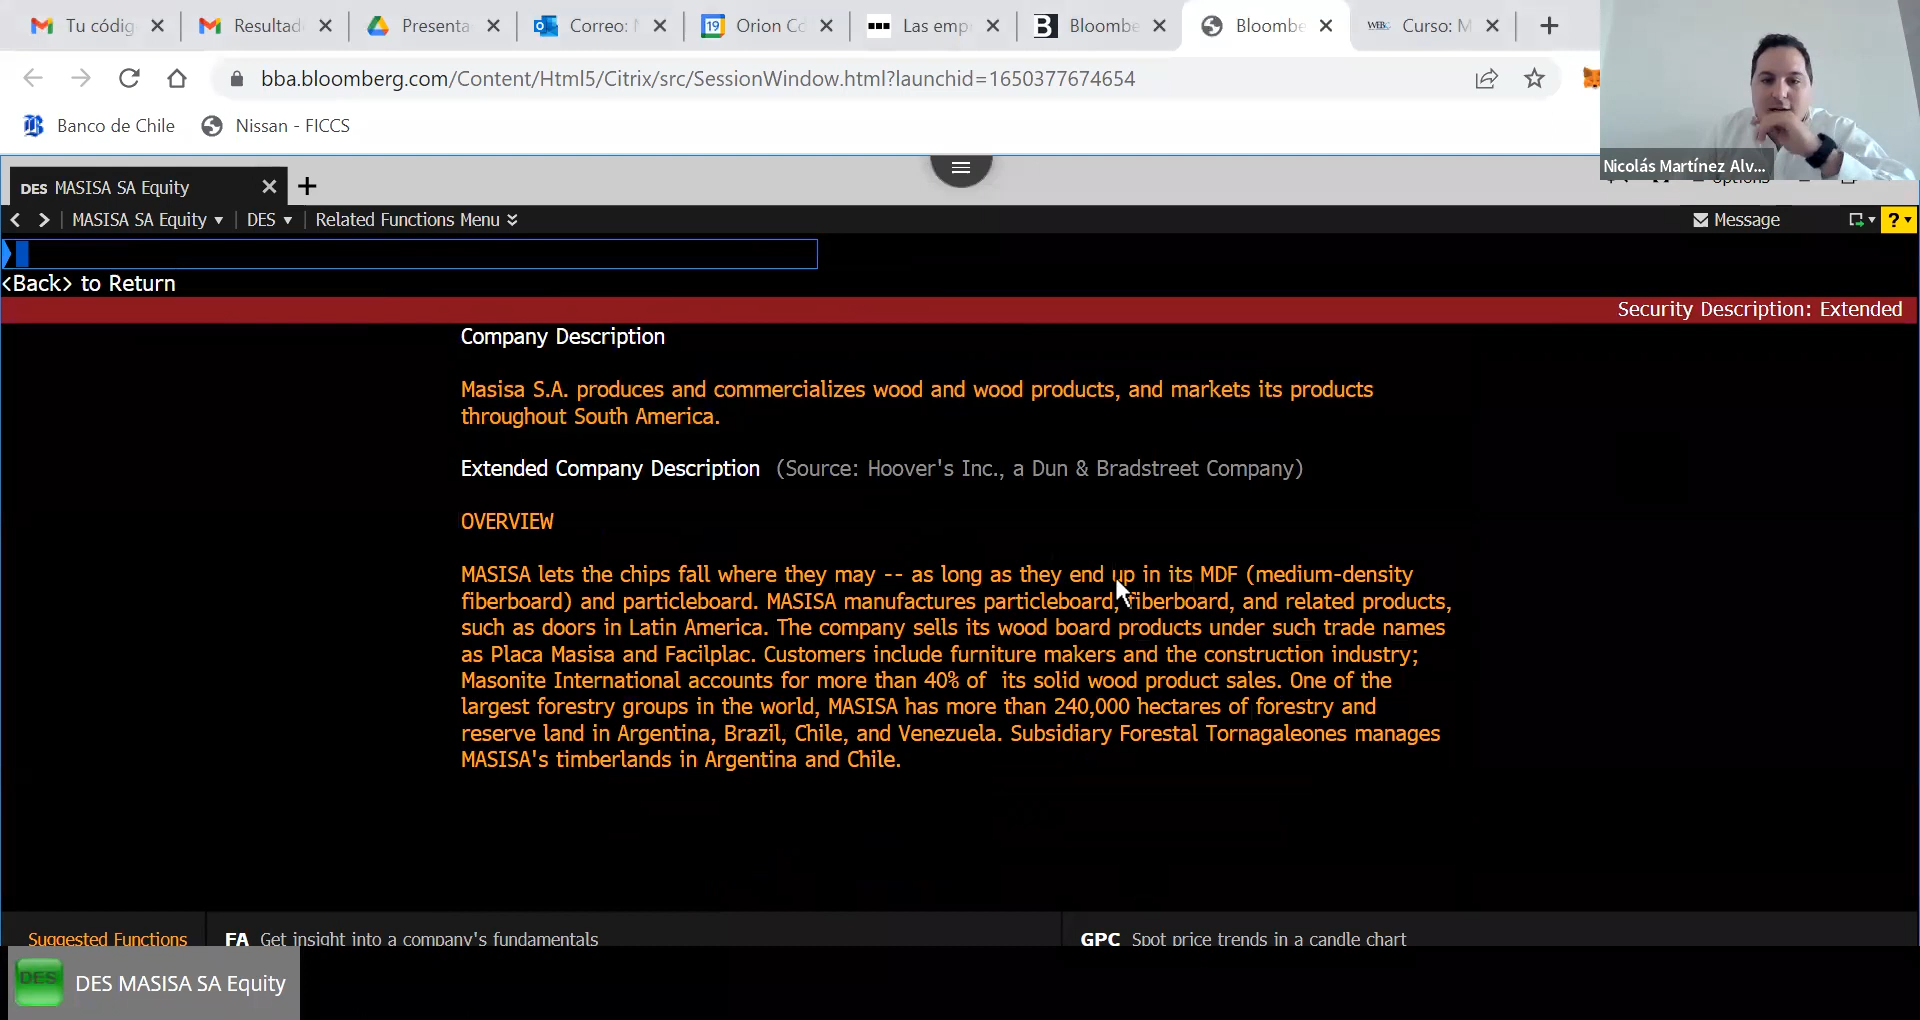 Tu códig
Resultad
Presenta
Correo: N
19
Orion Co
Las emp
B
Bloombe
Bloombe
WEBC
Curso: M
bba.bloomberg.com/Content/Html5/Citrix/src/SessionWindow.html?launchid=1650377674654
Banco de Chile
Nissan - FICCS
Nicolás Martínez Alv...
DES MASISA SA Equity
MASISA SA Equity
DES
Related Functions Menu
Message
?
<Back> to Return
Security Description: Extended
Company Description
Masisa S.A. produces and commercializes wood and wood products, and markets its products
throughout South America.
Extended Company Description (Source: Hoover's Inc., a Dun & Bradstreet Company)
OVERVIEW
MASISA lets the chips fall where they may -- as long as they end up in its MDF (medium-density
fiberboard) and particleboard. MASISA manufactures particleboard, fiberboard, and related products,
such as doors in Latin America. The company sells its wood board products under such trade names
as Placa Masisa and Facilplac. Customers include furniture makers and the construction industry;
Masonite International accounts for more than 40% of its solid wood product sales. One of the
largest forestry groups in the world, MASISA has more than 240,000 hectares of forestry and
reserve land in Argentina, Brazil, Chile, and Venezuela. Subsidiary Forestal Tornagaleones manages
MASISA's timberlands in Argentina and Chile.
Suggested Functions
FA Get insight into a company's fundamentals
GPC Spot price trends in a candle chart
DES
DES MASISA SA Equity